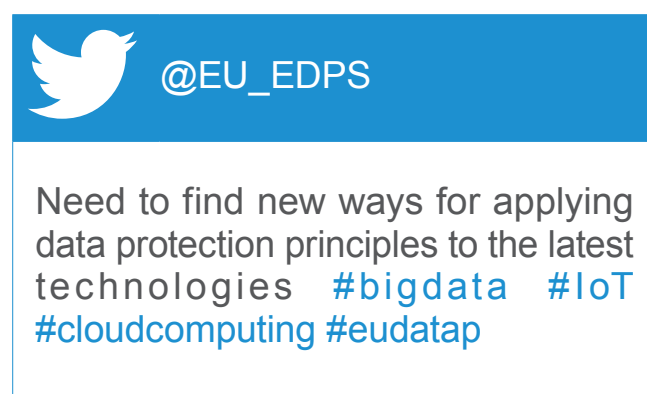 @EU_EDPS
Need to find new ways for applying
data protection principles to the latest
technologies #bigdata #IoT
#cloudcomputing #eudatap